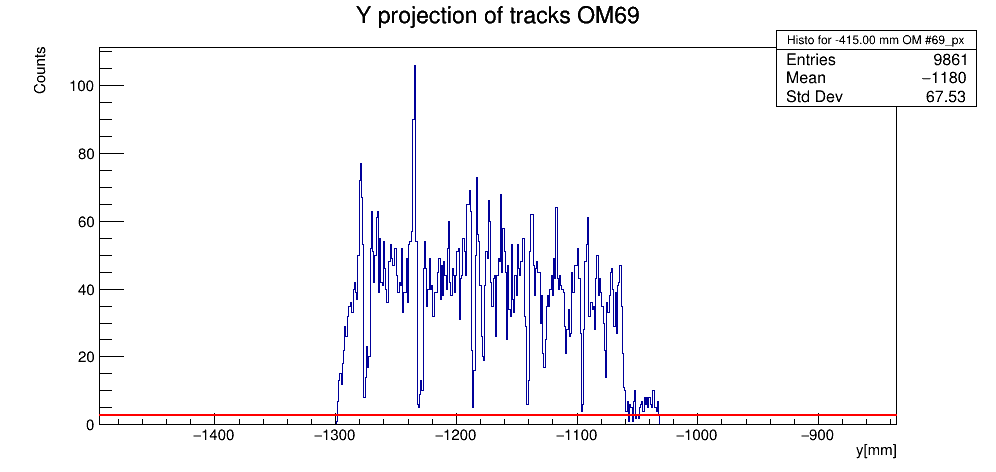 Y projection of tracks OM69
Histo for -415.00 mm OM #69_px
Entries 9861
Mean −1180
Std Dev 67.53
Counts
100
80
60
40
20
0
−1400 −1300 −1200 −1100 −1000 −900
y[mm]